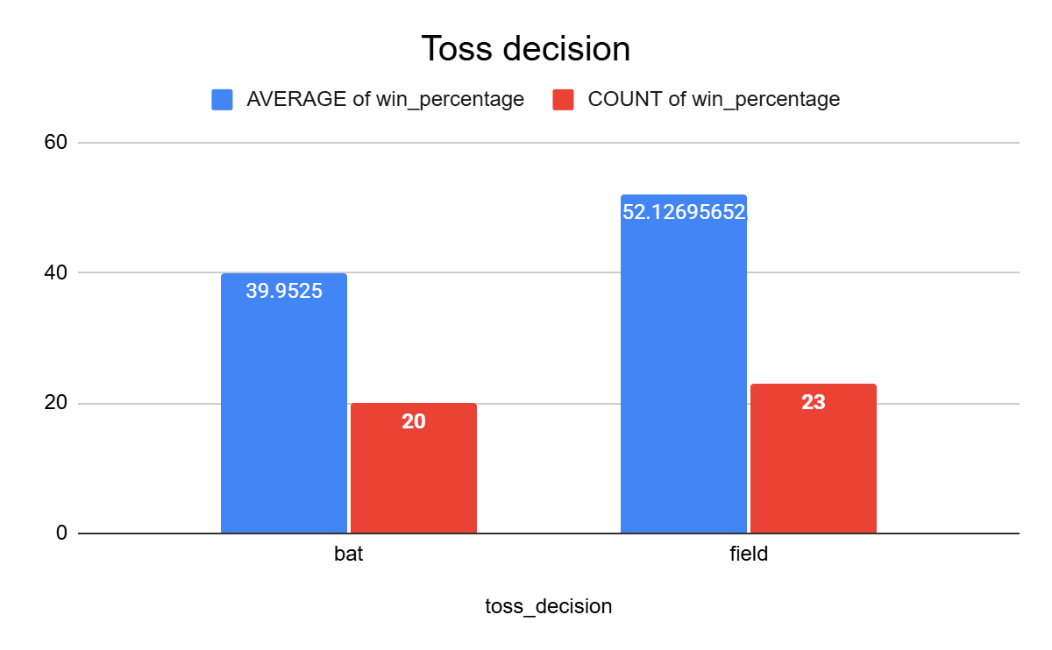 Toss decision
AVERAGE of win_percentage COUNT of win_percentage
60
52.12695652
40
39.9525
23
20
20
0
bat field
toss_decision